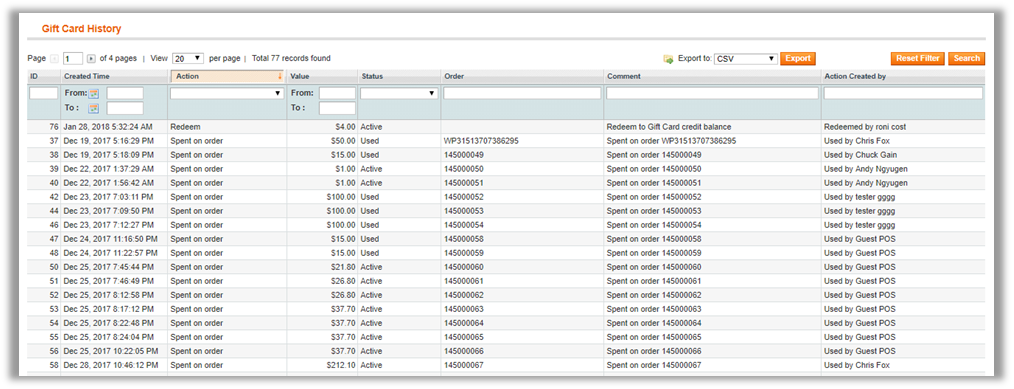 Gift Card History
Page 1 of 4 pages | View 20 per page | Total 77 records found Export to: CSV Export Reset Filter Search
ID Created Time Action Value Status Order Comment Action Created by
From: From:
To : To :
76 Jan 28, 2018 5:32:24 AM Redeem $4.00 Active Redeem to Gift Card credit balance Redeemed by roni cost
37 Dec 19, 2017 5:16:29 PM Spent on order $50.00 Used WP31513707386295 Spent on order WP31513707386295 Used by Chris Fox
38 Dec 19, 2017 5:18:09 PM Spent on order $15.00 Used 145000049 Spent on order 145000049 Used by Chuck Gain
39 Dec 22, 2017 1:37:29 AM Spent on order $1.00 Active 145000050 Spent on order 145000050 Used by Andy Ngyugen
40 Dec 22, 2017 1:56:42 AM Spent on order $1.00 Active 145000051 Spent on order 145000051 Used by Andy Ngyugen
42 Dec 23, 2017 7:03:11 PM Spent on order $100.00 Used 145000052 Spent on order 145000052 Used by tester gggg
44 Dec 23, 2017 7:09:50 PM Spent on order $100.00 Used 145000053 Spent on order 145000053 Used by tester gggg
46 Dec 23, 2017 7:12:27 PM Spent on order $100.00 Used 145000054 Spent on order 145000054 Used by tester gggg
47 Dec 24, 2017 11:16:50 PM Spent on order $15.00 Used 145000058 Spent on order 145000058 Used by Guest POS
48 Dec 24, 2017 11:22:57 PM Spent on order $15.00 Used 145000059 Spent on order 145000059 Used by Guest POS
50 Dec 25, 2017 7:45:44 PM Spent on order $21.80 Active 145000060 Spent on order 145000060 Used by Guest POS
51 Dec 25, 2017 7:46:49 PM Spent on order $26.80 Active 145000061 Spent on order 145000061 Used by Guest POS
52 Dec 25, 2017 8:12:58 PM Spent on order $26.80 Active 145000062 Spent on order 145000062 Used by Guest POS
53 Dec 25, 2017 8:17:12 PM Spent on order $37.70 Active 145000063 Spent on order 145000063 Used by Guest POS
54 Dec 25, 2017 8:22:48 PM Spent on order $37.70 Active 145000064 Spent on order 145000064 Used by Guest POS
55 Dec 25, 2017 8:24:04 PM Spent on order $37.70 Active 145000065 Spent on order 145000065 Used by Guest POS
56 Dec 25, 2017 10:22:05 PM Spent on order $37.70 Active 145000066 Spent on order 145000066 Used by Guest POS
58 Dec 28, 2017 10:46:12 PM Spent on order $212.10 Active 145000067 Spent on order 145000067 Used by Chris Fox